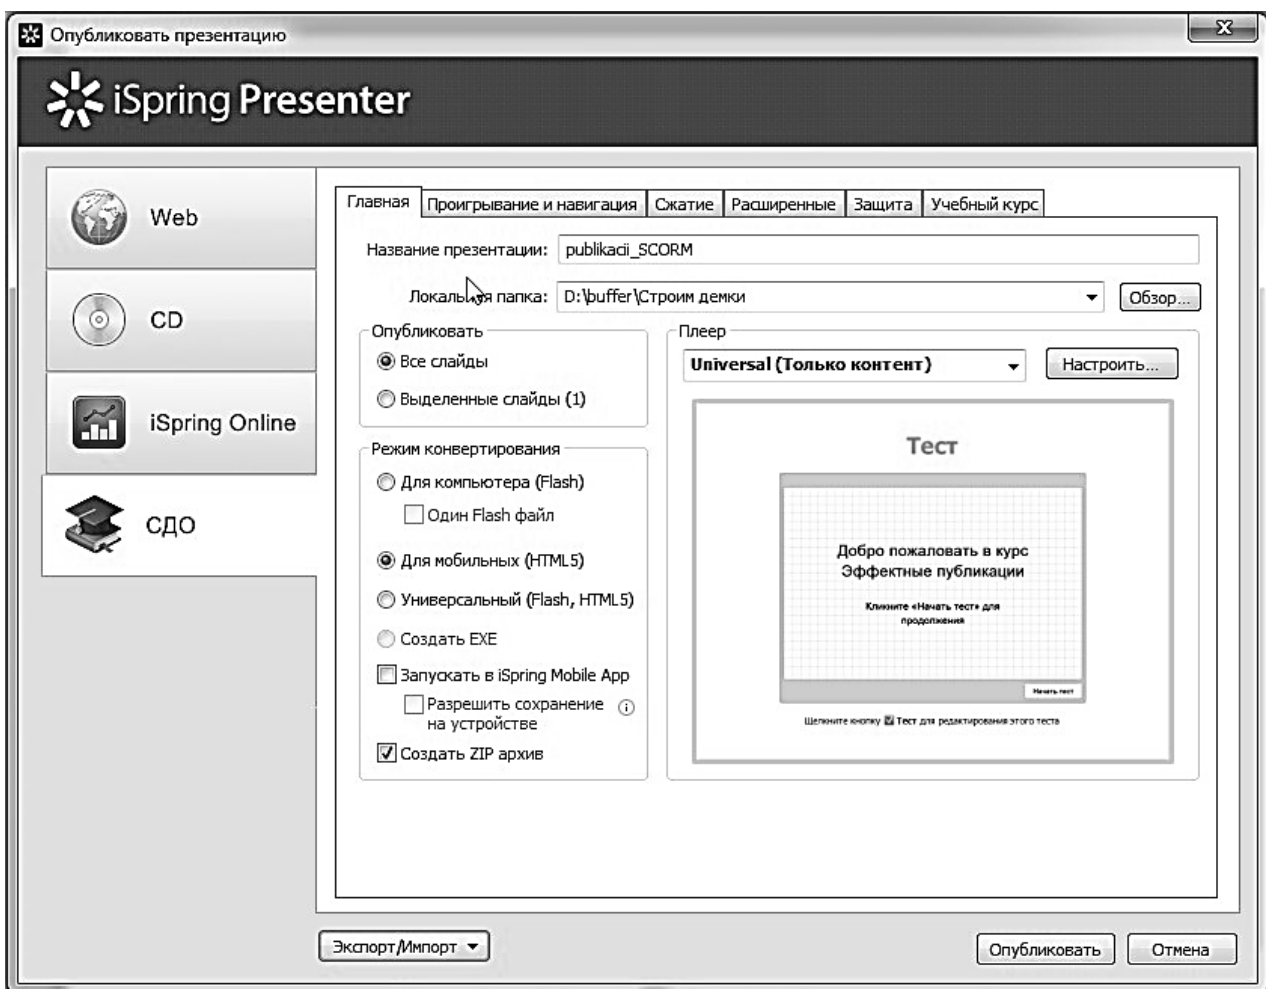 Опубликовать презентацию
iSpring Presenter
Web
CD
iSpring Online
СДО
Главная Проигрывание и навигация Сжатие Расширенные Защита Учебный курс
Название презентации: publikacii_SCORM
Локальная папка: D:\buffer\Строим демки Обзор...
Опубликовать
Все слайды
Выделенные слайды (1)
Режим конвертирования
Для компьютера (Flash)
Один Flash файл
Для мобильных (HTML5)
Универсальный (Flash, HTML5)
Создать EXE
Запускать в iSpring Mobile App
Разрешить сохранение
на устройстве
Создать ZIP архив
Плеер
Universal (Только контент) Настроить...
Тест
Добро пожаловать в курс
Эффектные публикации
Кликните «Начать тест» для
продолжения
Начать тест
Щелкните кнопку Тест для редактирования этого теста
Экспорт/Импорт Опубликовать Отмена